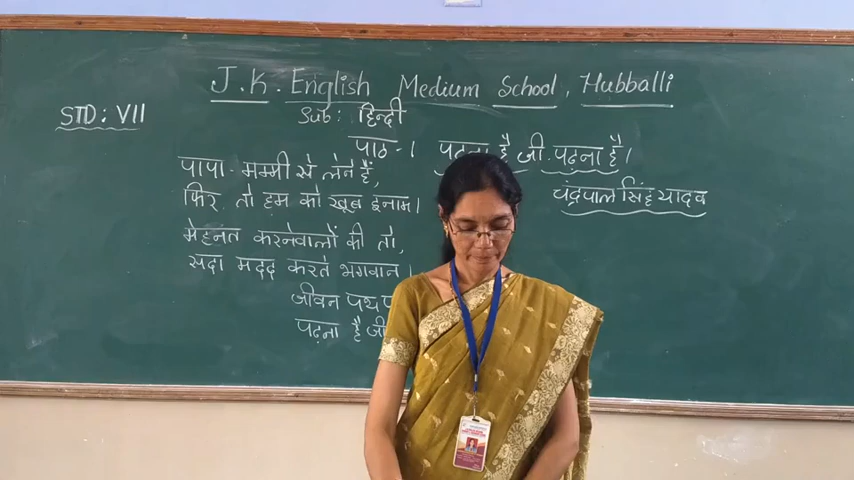 J.K. English Medium School, Hubballi
STD: VII
Sub: हिन्दी
पाठ-1 पढ़ना है जी पढ़ना है।
चंद्रपाल सिंह यादव
पापा-मम्मी से लेने हैं,
फिर तो हम को खूब इनाम।
मेहनत करनेवालों की तो,
सदा मदद करते भगवान।
जीवन पथ
पढ़ना है जी